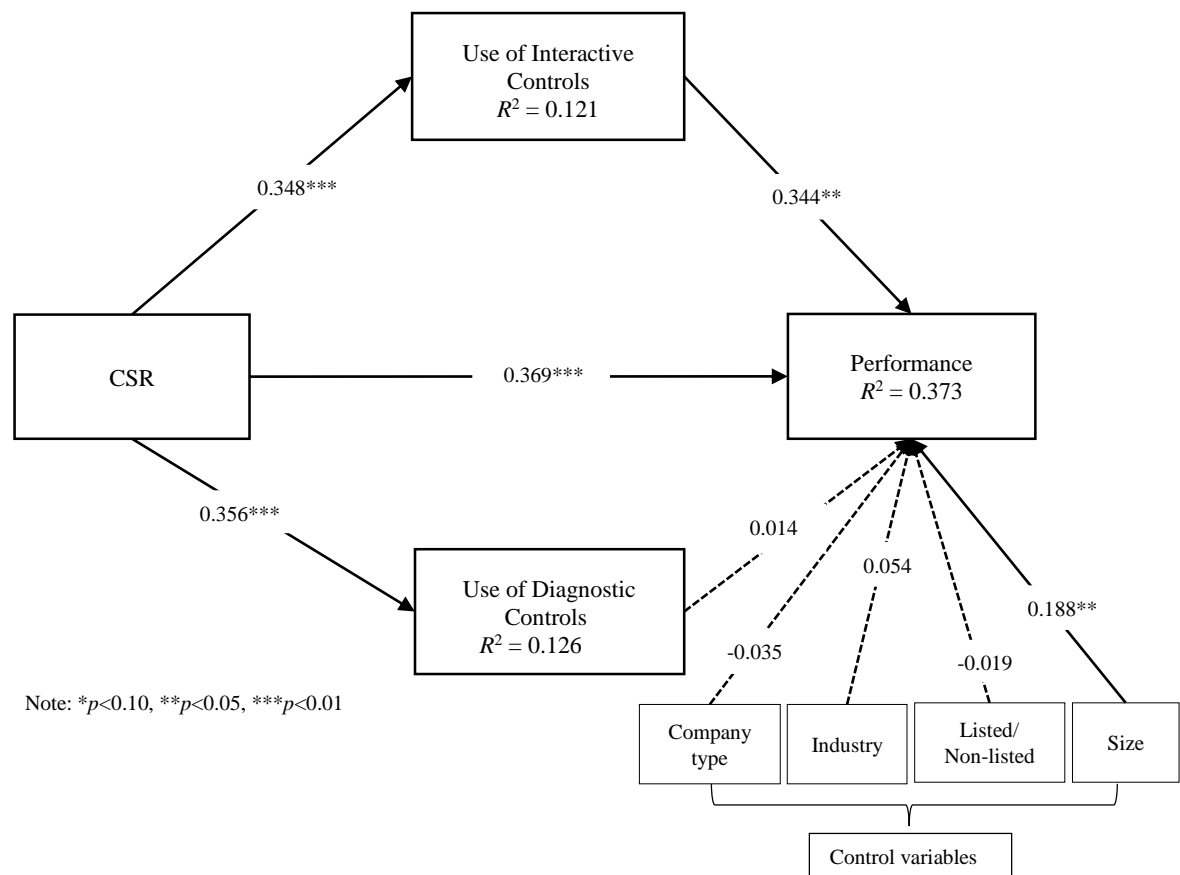 Use of Interactive
Controls
R² = 0.121
0.348***
0.344**
CSR
0.369***
Performance
R² = 0.373
0.356***
0.014
0.054
0.188**
Use of Diagnostic
Controls
R² = 0.126
-0.035
-0.019
Note: *p<0.10, **p<0.05, ***p<0.01
Company
type
Industry
Listed/
Non-listed
Size
Control variables